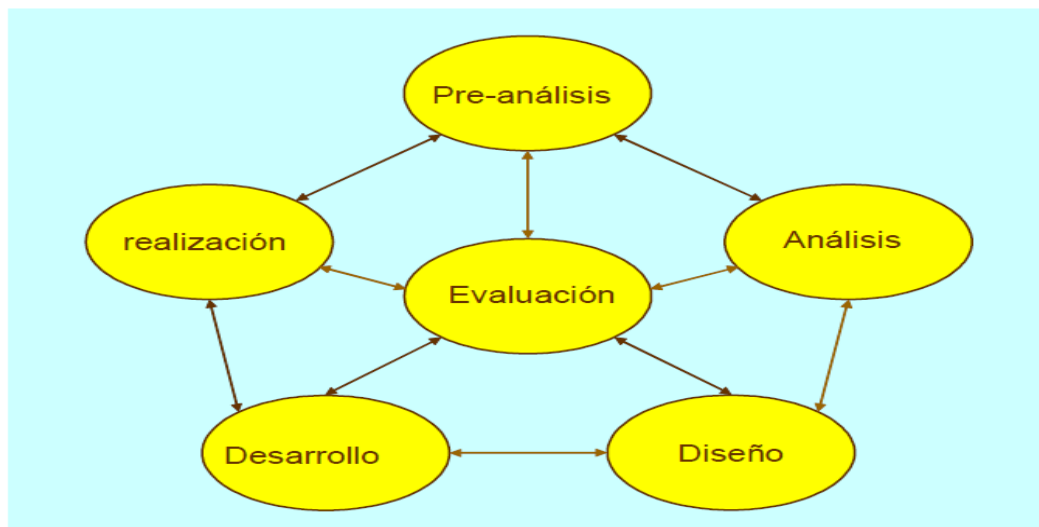 Pre-análisis
realización
Análisis
Evaluación
Desarrollo
Diseño